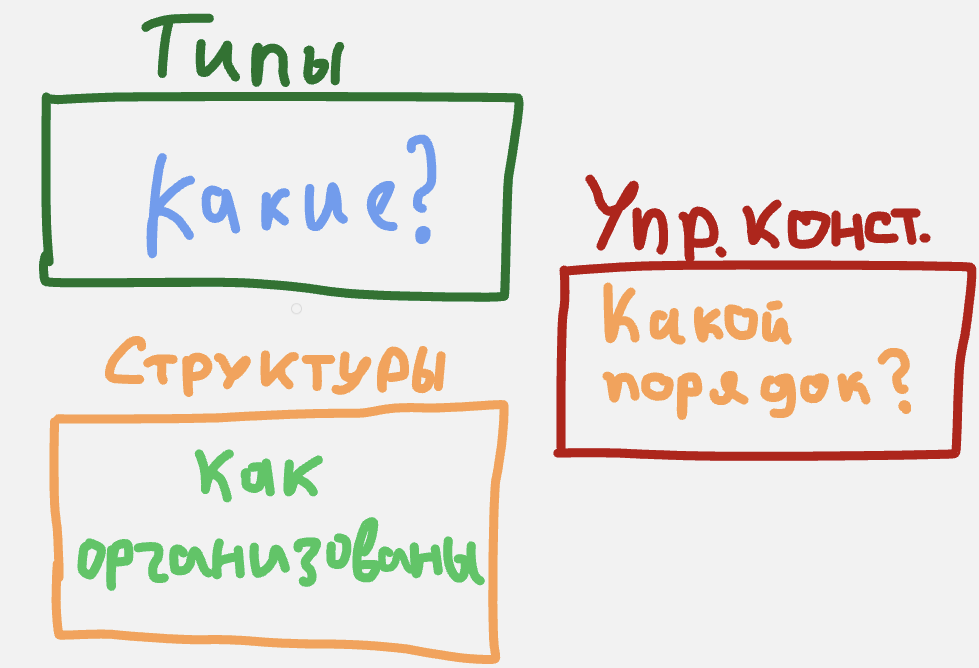 Типы
Какие?
Структуры
как
организованы
Упр. конст.
Какой
порядок?